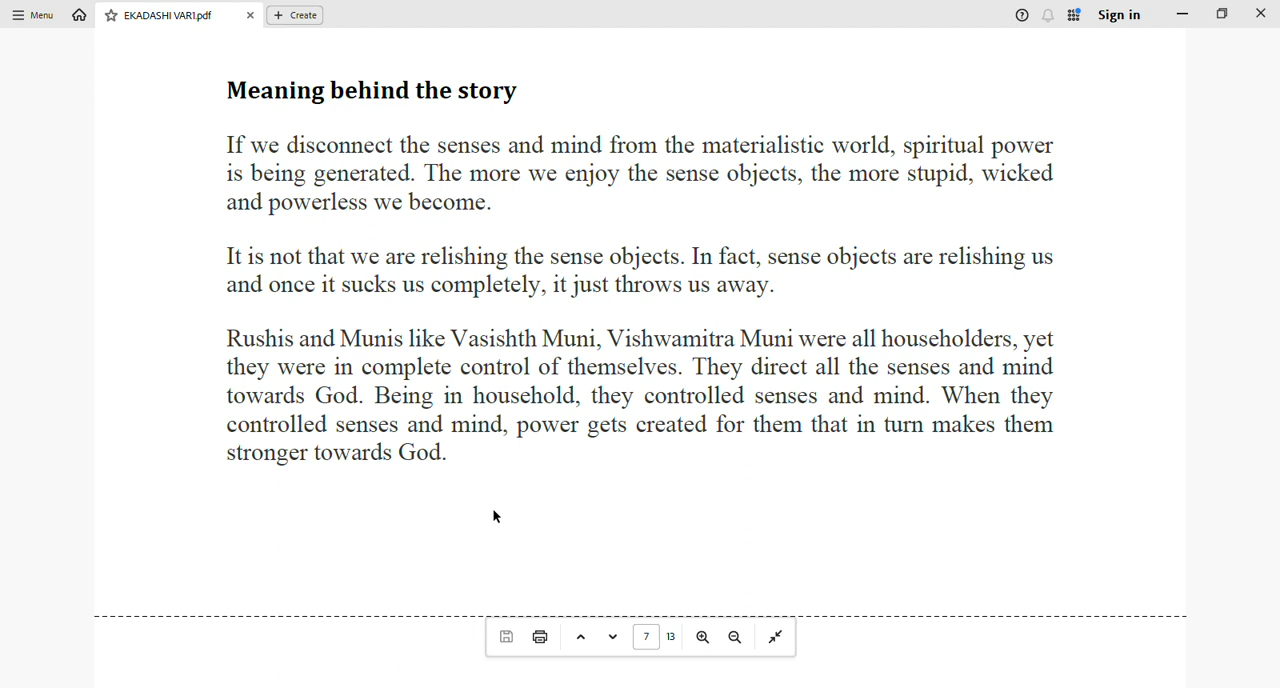 Menu
EKADASHI VAR1.pdf
Create
Sign in
Meaning behind the story
If we disconnect the senses and mind from the materialistic world, spiritual power
is being generated. The more we enjoy the sense objects, the more stupid, wicked
and powerless we become.
It is not that we are relishing the sense objects. In fact, sense objects are relishing us
and once it sucks us completely, it just throws us away.
Rushis and Munis like Vasishth Muni, Vishwamitra Muni were all householders, yet
they were in complete control of themselves. They direct all the senses and mind
towards God. Being in household, they controlled senses and mind. When they
controlled senses and mind, power gets created for them that in turn makes them
stronger towards God.
7 13